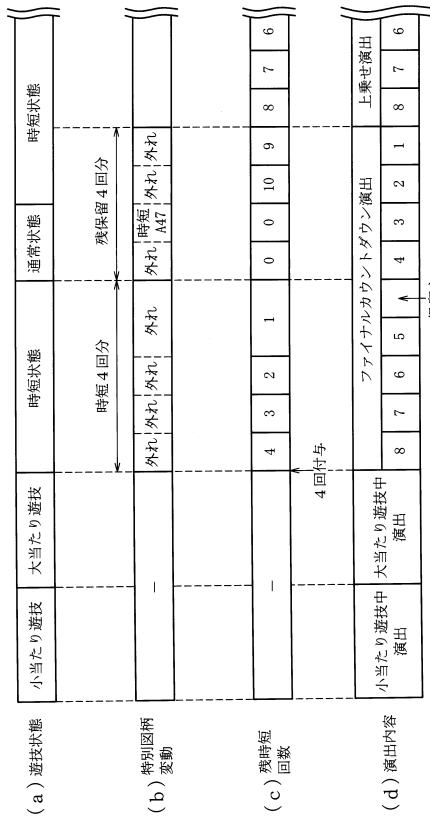 (a) 遊技状態
小当たり遊技
大当たり遊技
時短状態
通常状態
時短状態
時短4回分
残保留4回分
(b) 特別図柄
変動
－
外れ
外れ
外れ
外れ
外れ
時短
A47
外れ
外れ
(c) 残時短
回数
－
4
3
2
1
0
0
10
9
8
7
6
4回付与
(d) 演出内容
小当たり遊技中
演出
大当たり遊技中
演出
ファイナルカウントダウン演出
上乗せ演出
8
7
6
5
4
3
2
1
8
7
6